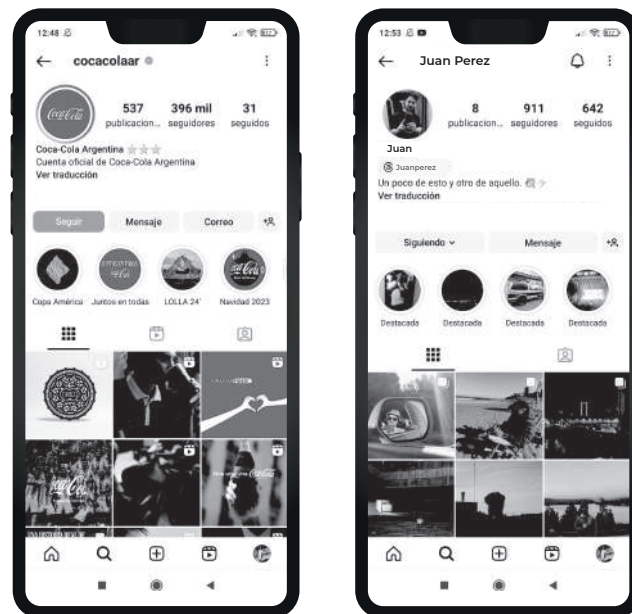 12:48
cocacolaar
Coca-Cola
537 396 mil 31
publicacion... seguidores seguidos
Coca-Cola Argentina
Cuenta oficial de Coca-Cola Argentina
Ver traducción
Seguir Mensaje Correo
Copa América Juntos en todas LOLLA 24' Navidad 2023
12:53
Juan Perez
8 911 642
publicacion... seguidores seguidos
Juan
Juanperez
Un poco de esto y otro de aquello.
Ver traducción
Siguiendo Mensaje
Destacada Destacada Destacada Destacada